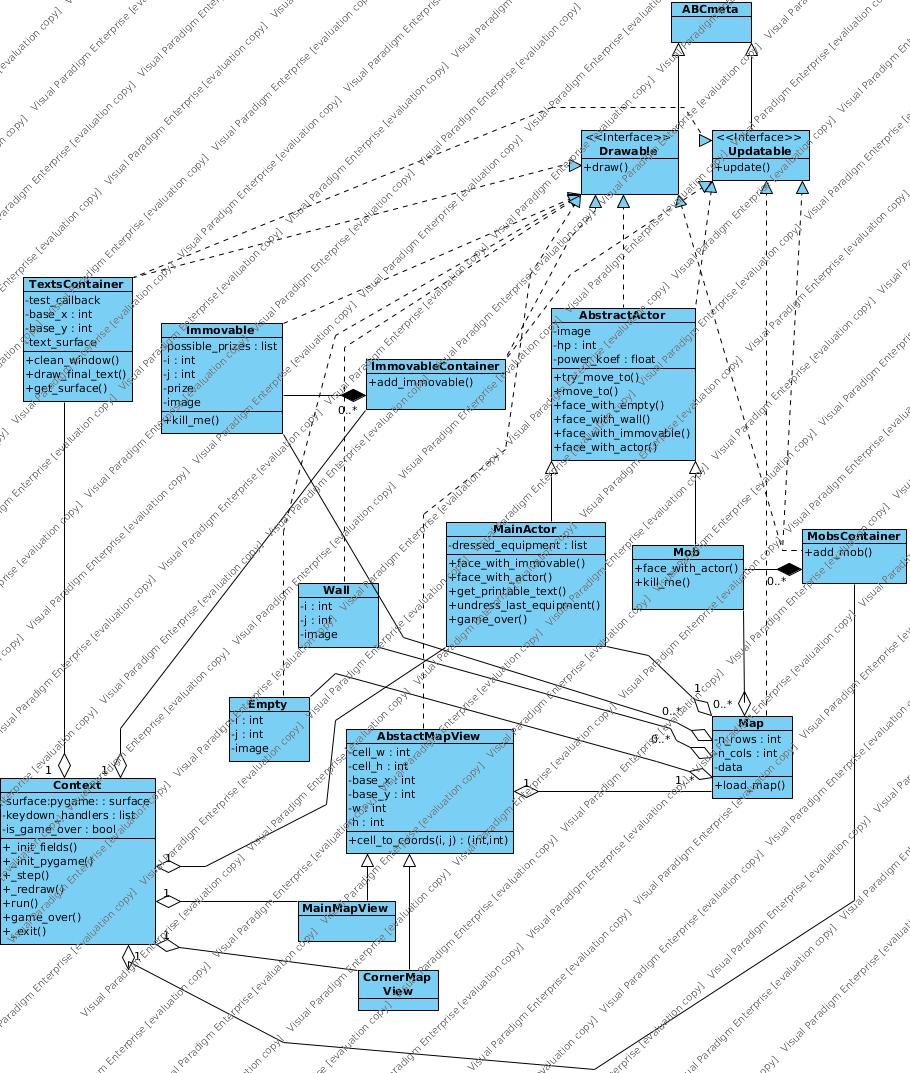 ABCmeta
<<Interface>>
Drawable
+draw()
<<Interface>>
Updatable
+update()
TextsContainer
-test_callback
-base_x : int
-base_y : int
-text_surface
+clean_window()
+draw_final_text()
+get_surface()
Immovable
-possible_prizes : list
-i : int
-j : int
-prize
-image
+kill_me()
ImmovableContainer
+add_immovable()
0..*
AbstractActor
-image
-hp : int
-power_koef : float
+try_move_to()
+move_to()
+face_with_empty()
+face_with_wall()
+face_with_immovable()
+face_with_actor()
MainActor
-dressed_equipment : list
+face_with_immovable()
+face_with_actor()
+get_printable_text()
+undress_last_equipment()
+game_over()
Mob
+face_with_actor()
+kill_me()
0..*
MobsContainer
+add_mob()
Wall
-i : int
-j : int
-image
Empty
-i : int
-j : int
-image
1
0..*
0..*
0..*
1..*
Map
-n_rows : int
-n_cols : int
-data
+load_map()
AbstactMapView
-cell_w : int
-cell_h : int
-base_x : int
-base_y : int
-w : int
-h : int
+cell_to_coords(i, j) : (int,int)
1
1
1
Context
-surface:pygame: : surface
-keydown_handlers : list
-is_game_over : bool
+_init_fields()
+_init_pygame()
+_step()
+_redraw()
+run()
+game_over()
+_exit()
1
1
1
1
MainMapView
CornerMap
View
Visual Paradigm Enterprise [evaluation copy]